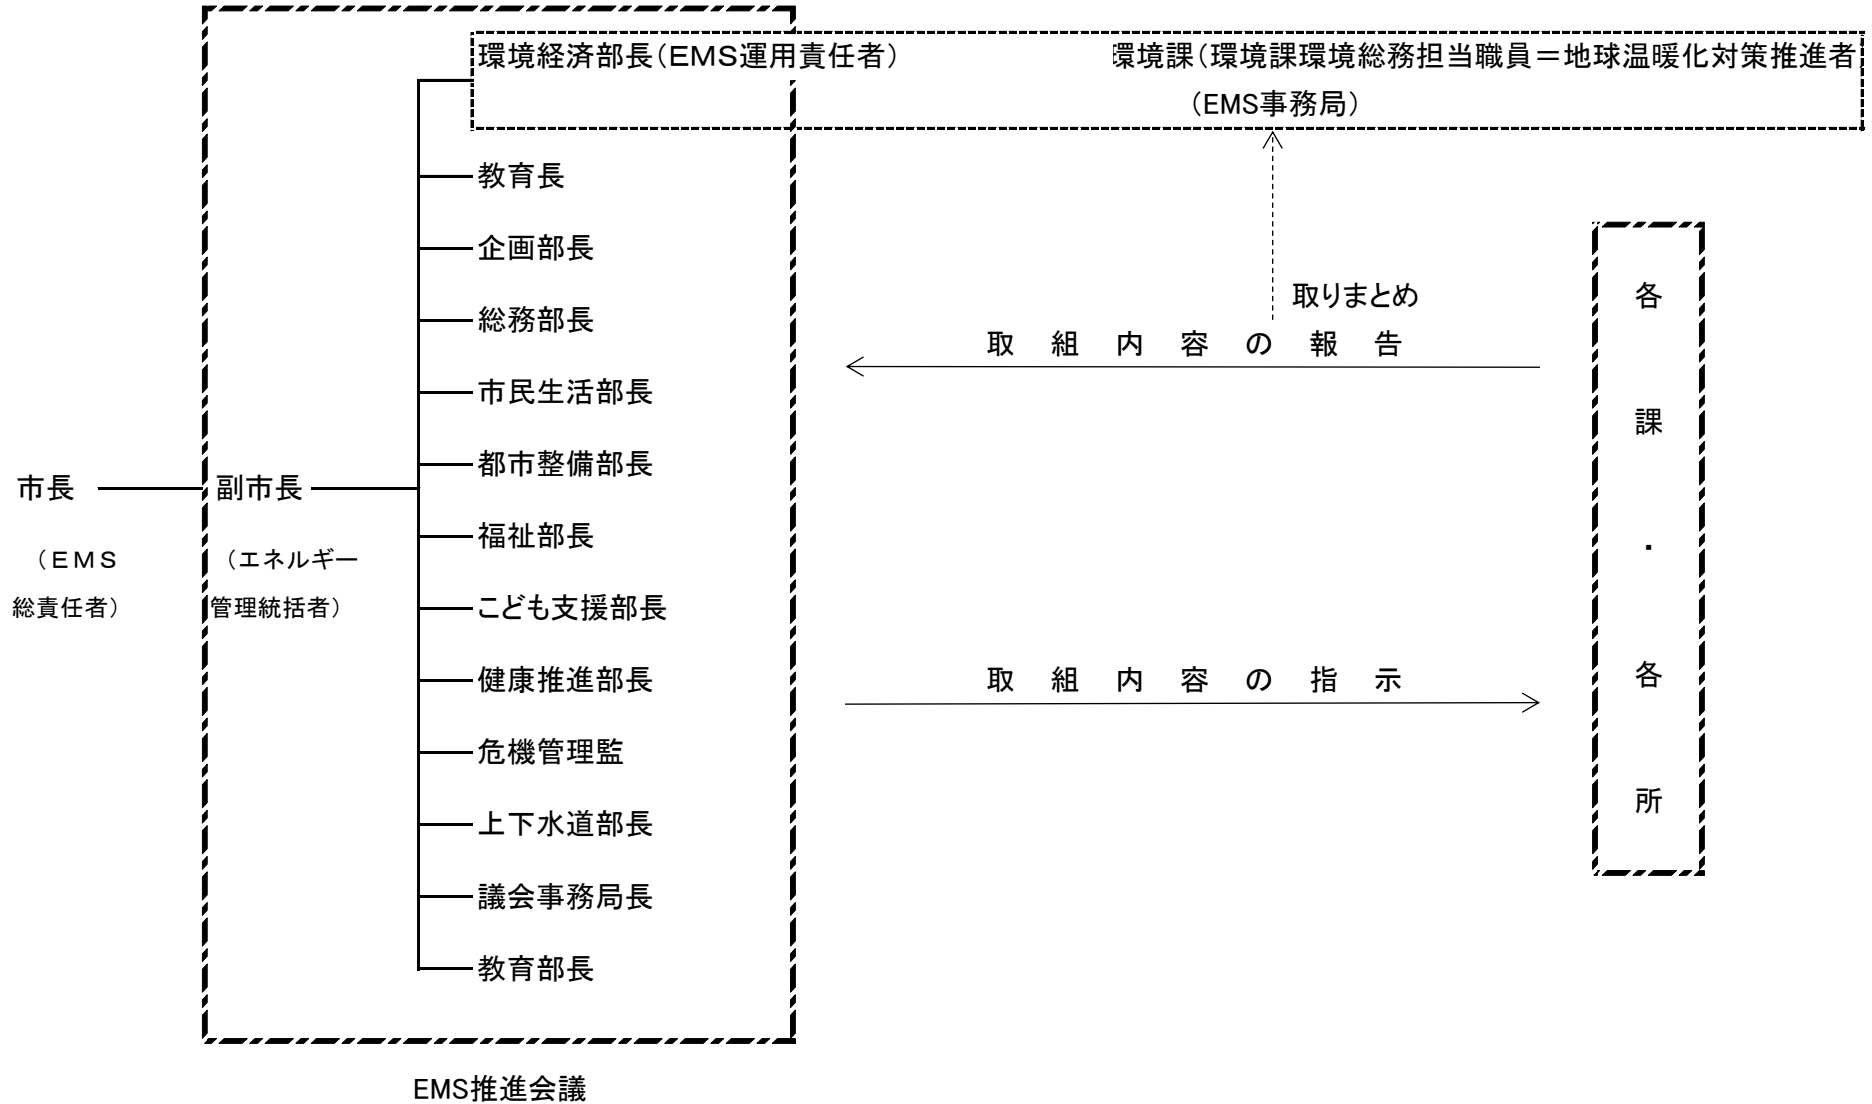 環境経済部長（EMS運用責任者）
環境課（環境課環境総務担当職員＝地球温暖化対策推進者
（EMS事務局）
教育長
企画部長
総務部長
市民生活部長
都市整備部長
福祉部長
こども支援部長
健康推進部長
危機管理監
上下水道部長
議会事務局長
教育部長
市長
（ＥＭＳ
総責任者）
副市長
（エネルギー
管理統括者）
取りまとめ
取組内容の報告
取組内容の指示
各課・各所
EMS推進会議